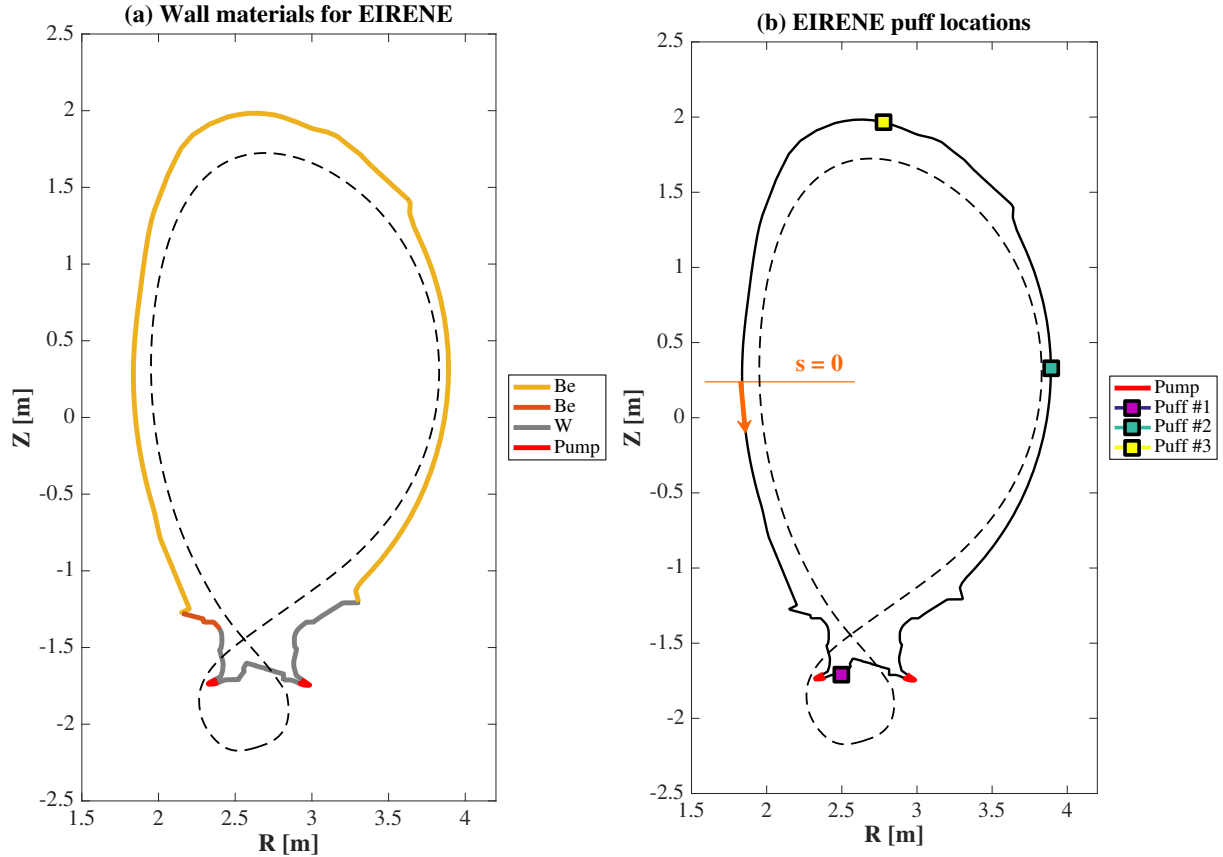 (a) Wall materials for EIRENE
2.5
2
1.5
1
0.5
0
-0.5
-1
-1.5
-2
-2.5
Z [m]
1.5 2 2.5 3 3.5 4
R [m]
Be
Be
W
Pump
(b) EIRENE puff locations
2.5
2
1.5
1
0.5
0
-0.5
-1
-1.5
-2
-2.5
Z [m]
s = 0
1.5 2 2.5 3 3.5 4
R [m]
Pump
Puff #1
Puff #2
Puff #3